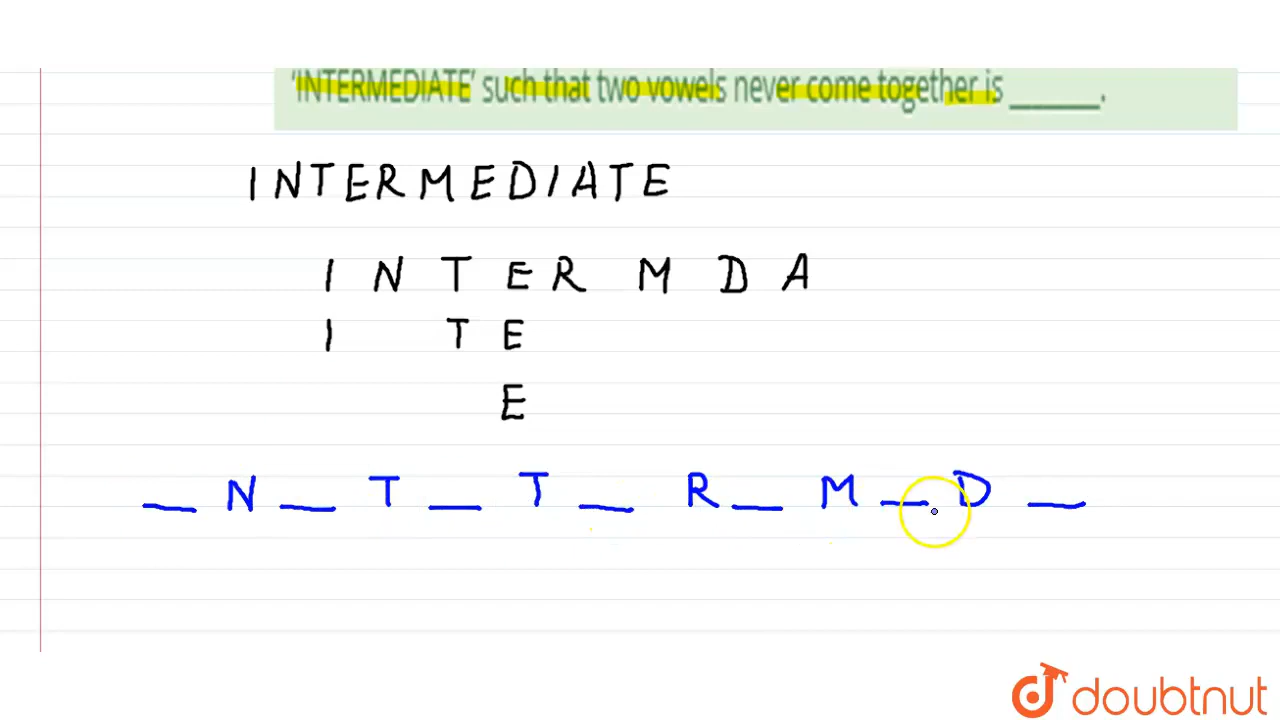 'INTERMEDIATE' such that two vowels never come together is ______.
INTERMEDIATE
I N T E R M D A
I T E
E
_ N _ T _ T _ R _ M _ D _
doubtnut